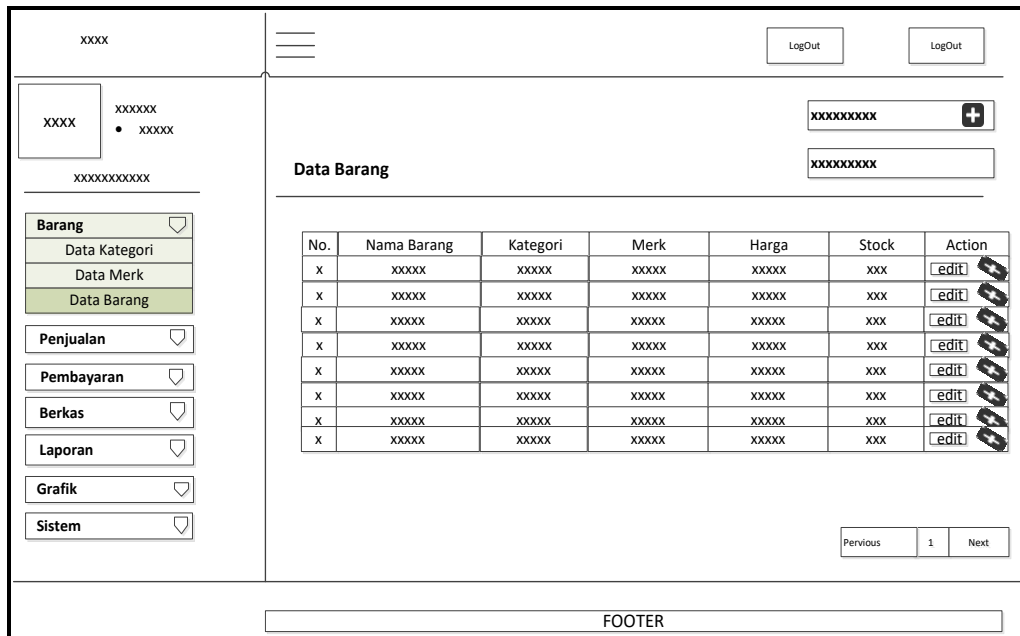 xxxx
LogOut LogOut
xxxx
xxxxxx
• xxxxx
xxxxxxxxxxx
xxxxxxxxx
xxxxxxxxx
Data Barang
Barang
Data Kategori
Data Merk
Data Barang
Penjualan
Pembayaran
Berkas
Laporan
Grafik
Sistem
No. Nama Barang Kategori Merk Harga Stock Action
x xxxxx xxxxx xxxxx xxxxx xxx edit
x xxxxx xxxxx xxxxx xxxxx xxx edit
x xxxxx xxxxx xxxxx xxxxx xxx edit
x xxxxx xxxxx xxxxx xxxxx xxx edit
x xxxxx xxxxx xxxxx xxxxx xxx edit
x xxxxx xxxxx xxxxx xxxxx xxx edit
x xxxxx xxxxx xxxxx xxxxx xxx edit
x xxxxx xxxxx xxxxx xxxxx xxx edit
Pervious 1 Next
FOOTER